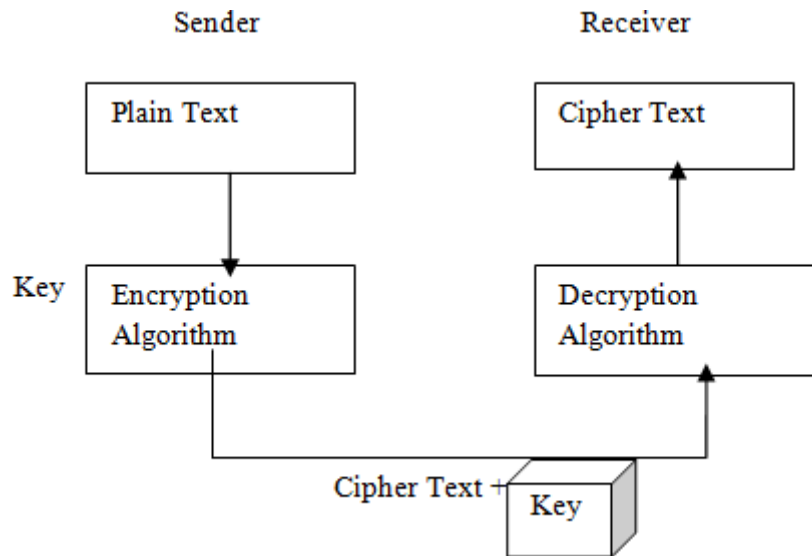 Sender
Receiver
Plain Text
Cipher Text
Key
Encryption
Algorithm
Decryption
Algorithm
Cipher Text +
Key